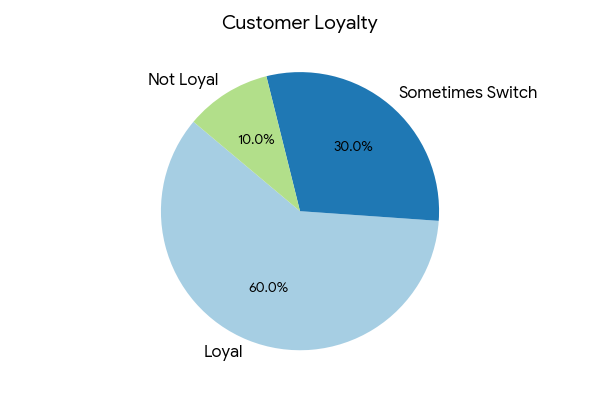 Customer Loyalty
Not Loyal
Sometimes Switch
10.0%
30.0%
60.0%
Loyal